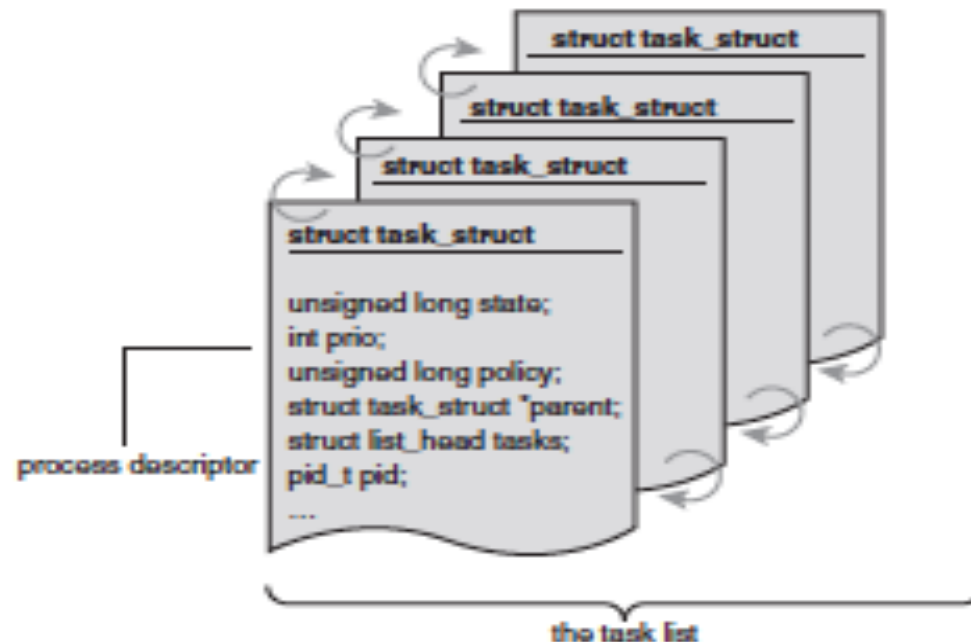 struct task_struct
struct task_struct
struct task_struct
struct task_struct
unsigned long state;
int prio;
unsigned long policy;
struct task_struct *parent;
struct list_head tasks;
pid_t pid;
...
process descriptor
the task list